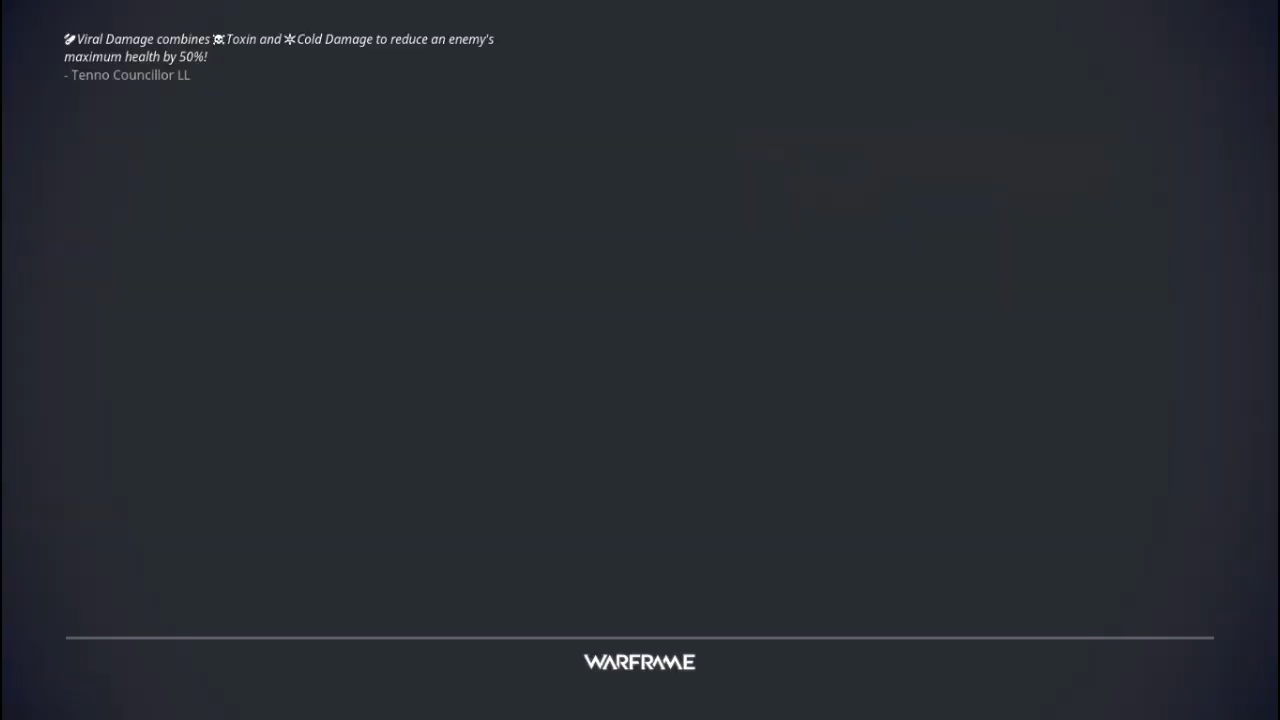 Viral Damage combines Toxin and Cold Damage to reduce an enemy's
maximum health by 50%!
- Tenno Councillor LL
WARFRAME